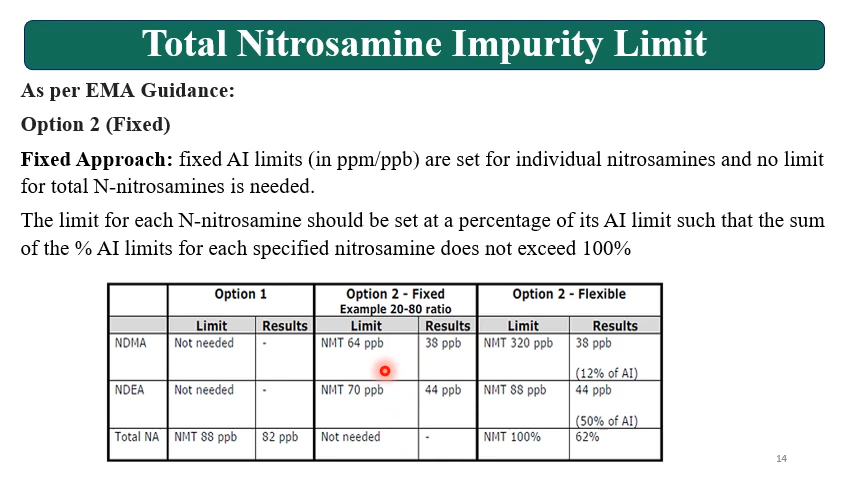 Total Nitrosamine Impurity Limit
As per EMA Guidance:
Option 2 (Fixed)
Fixed Approach: fixed AI limits (in ppm/ppb) are set for individual nitrosamines and no limit
for total N-nitrosamines is needed.
The limit for each N-nitrosamine should be set at a percentage of its AI limit such that the sum
of the % AI limits for each specified nitrosamine does not exceed 100%
Option 1 Option 2 - Fixed Option 2 - Flexible
Example 20-80 ratio
Limit Results Limit Results Limit Results
NDMA Not needed - NMT 64 ppb 38 ppb NMT 320 ppb 38 ppb
(12% of AI)
NDEA Not needed - NMT 70 ppb 44 ppb NMT 88 ppb 44 ppb
(50% of AI)
Total NA NMT 88 ppb 82 ppb Not needed - NMT 100% 62%
14